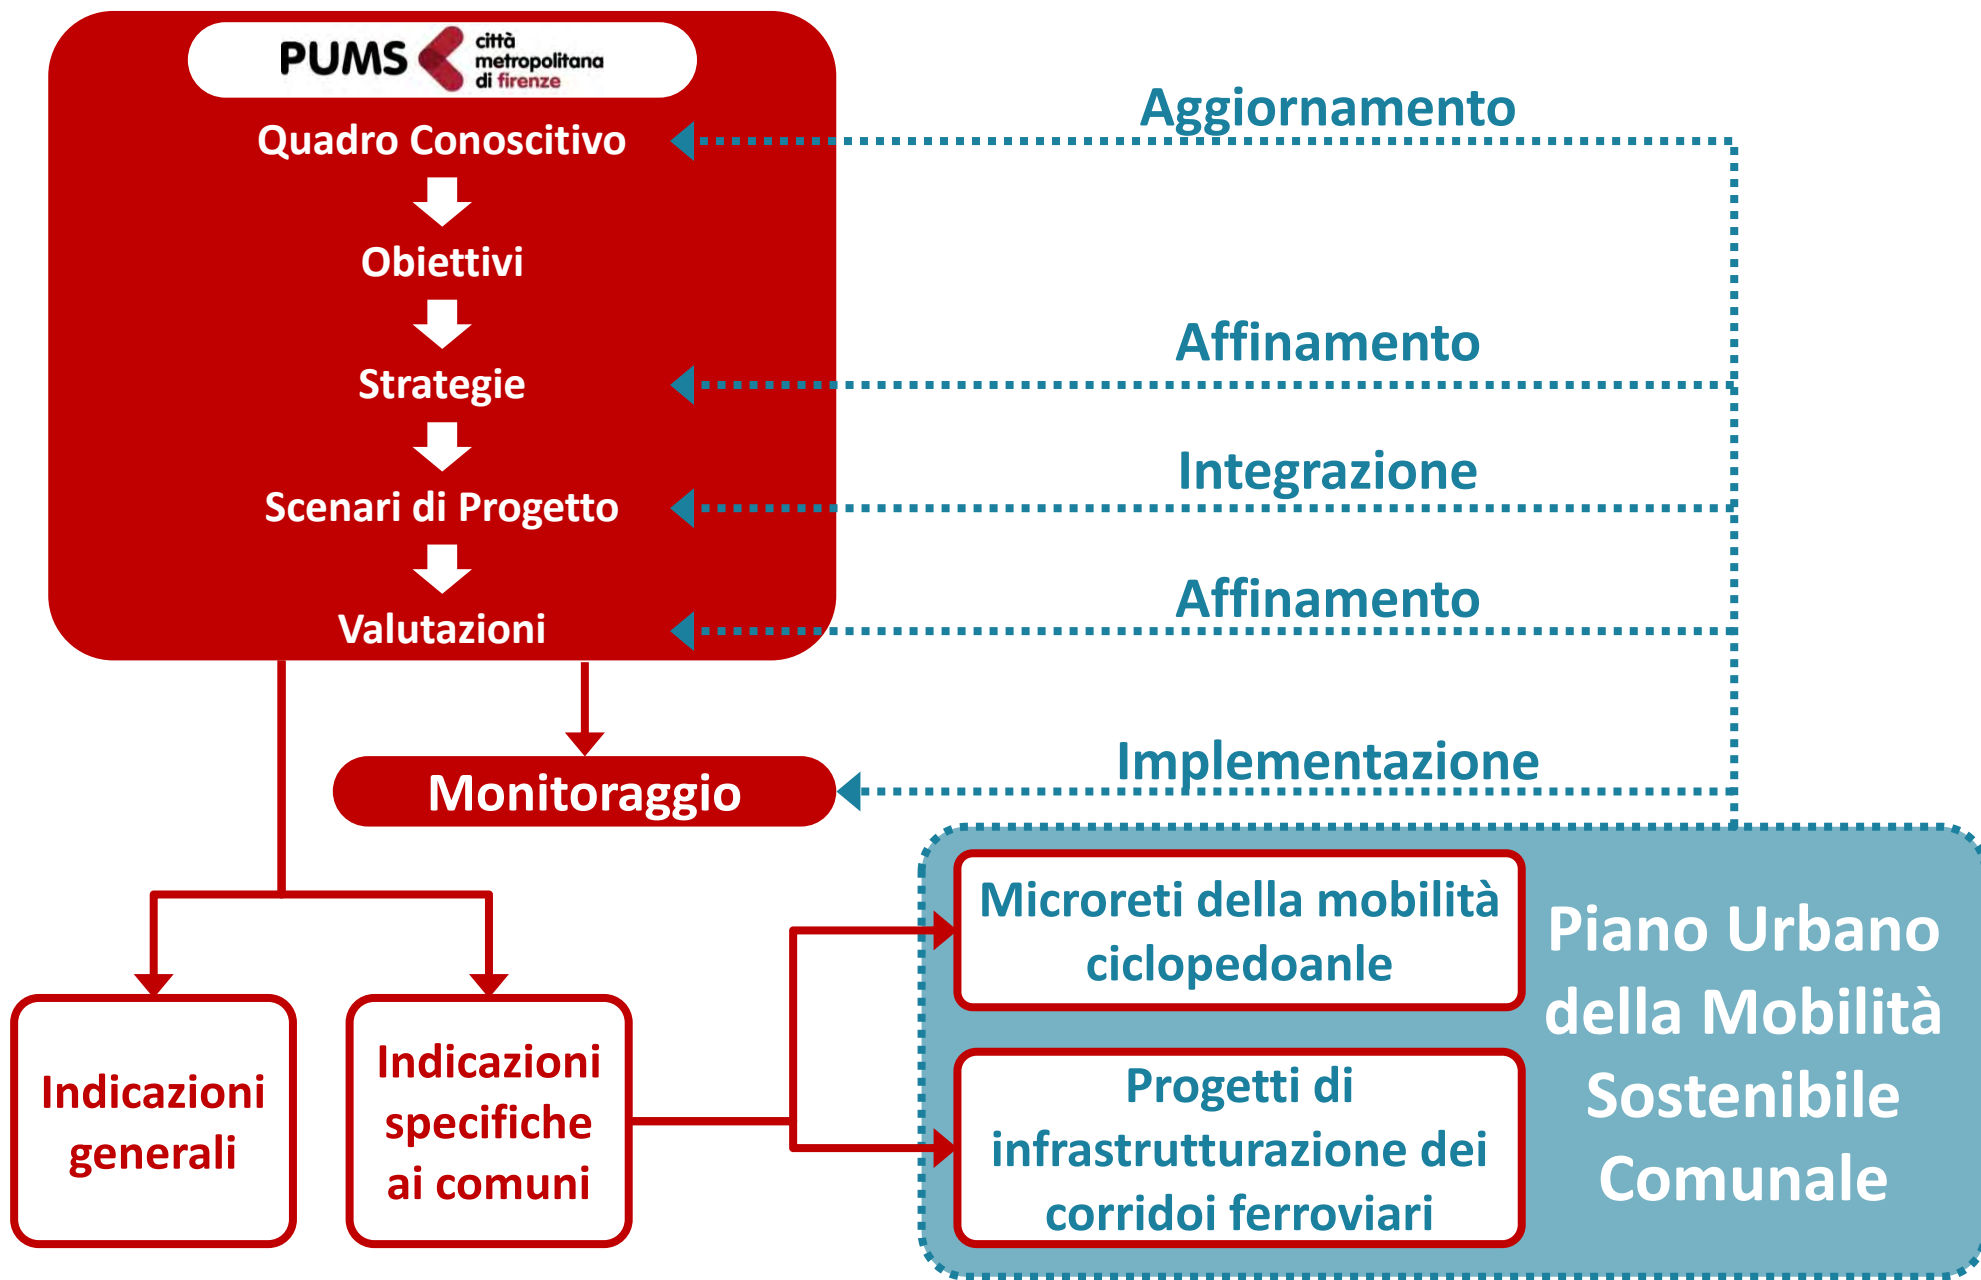 PUMS
città
metropolitana
di firenze
Quadro Conoscitivo
Obiettivi
Strategie
Scenari di Progetto
Valutazioni
Aggiornamento
Affinamento
Integrazione
Affinamento
Implementazione
Monitoraggio
Indicazioni
generali
Indicazioni
specifiche
ai comuni
Microreti della mobilità
ciclopedoanle
Progetti di
infrastrutturazione dei
corridoi ferroviari
Piano Urbano
della Mobilità
Sostenibile
Comunale